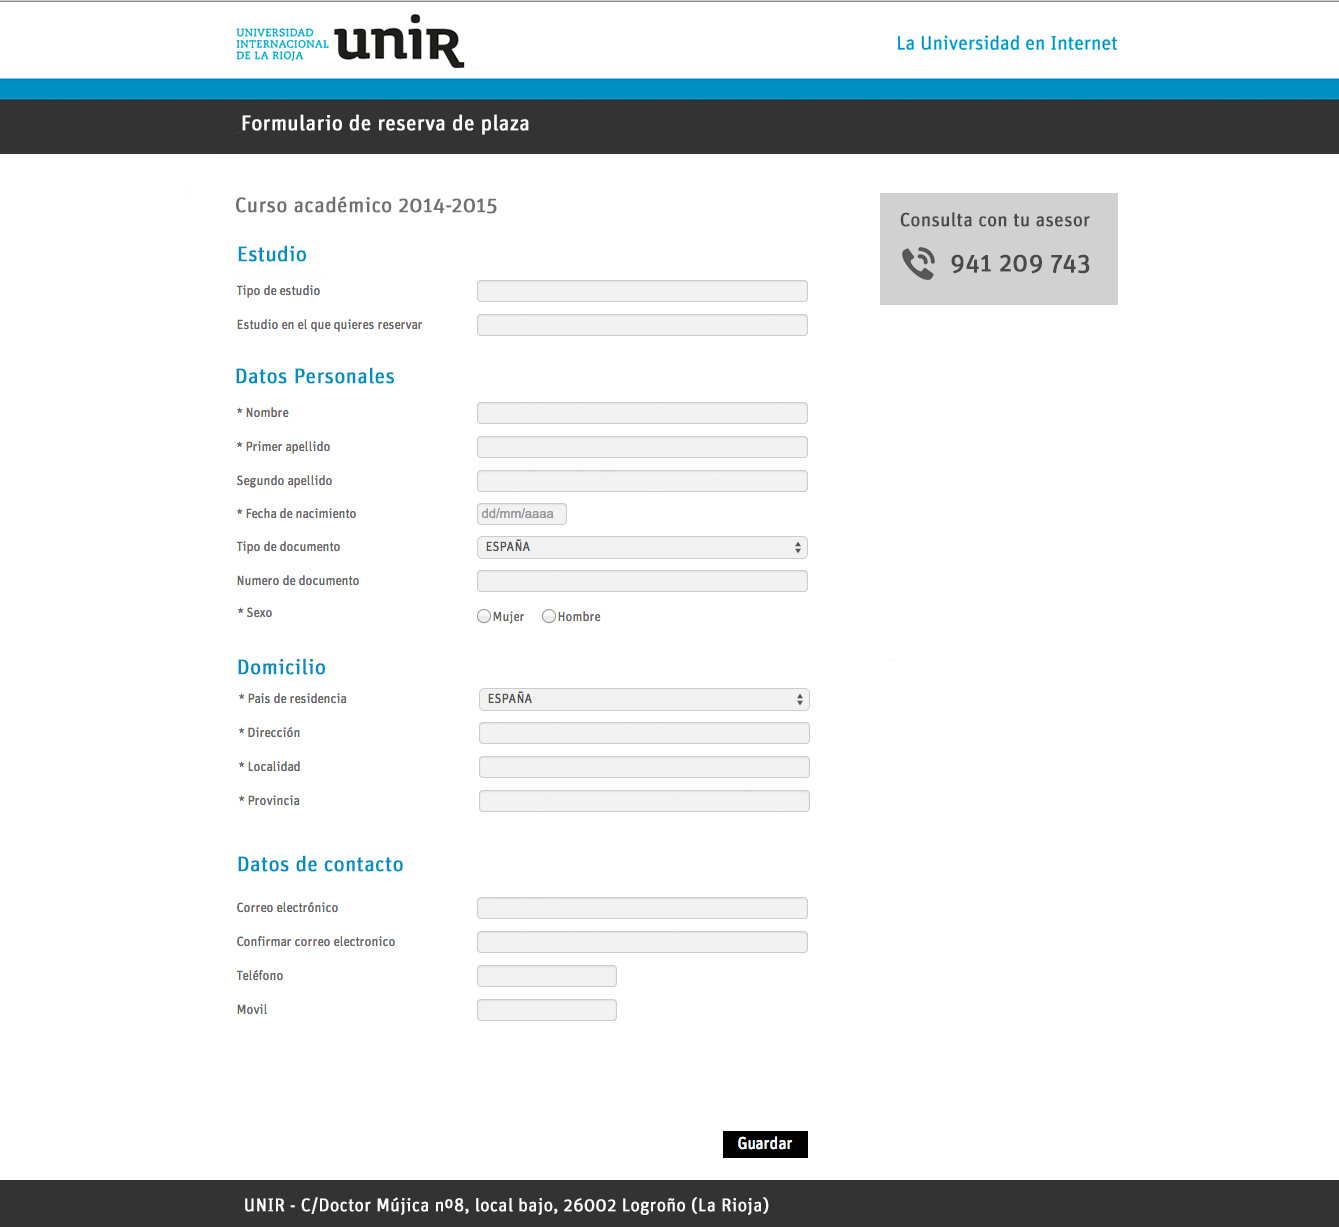 UNIVERSIDAD
INTERNACIONAL
DE LA RIOJA
uniR
La Universidad en Internet
Formulario de reserva de plaza
Curso académico 2014-2015
Consulta con tu asesor
941 209 743
Estudio
Tipo de estudio
Estudio en el que quieres reservar
Datos Personales
* Nombre
* Primer apellido
Segundo apellido
* Fecha de nacimiento dd/mm/aaaa
Tipo de documento ESPAÑA
Numero de documento
* Sexo Mujer Hombre
Domicilio
* Pais de residencia ESPAÑA
* Dirección
* Localidad
* Provincia
Datos de contacto
Correo electrónico
Confirmar correo electronico
Teléfono
Movil
Guardar
UNIR - C/Doctor Mújica nº8, local bajo, 26002 Logroño (La Rioja)